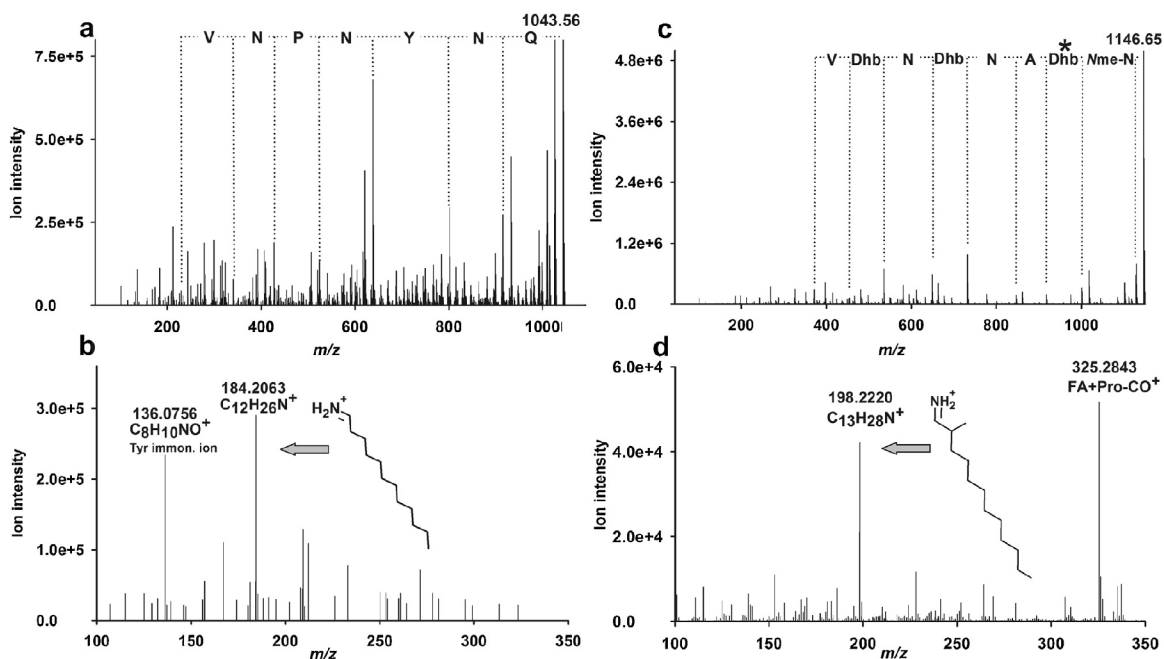 a
1043.56
V N P N Y N Q
7.5e+5
5.0e+5
2.5e+5
0.0
Ion intensity
200 400 600 800 1000
m/z
b
184.2063
C12H26N+
136.0756
C8H10NO+
Tyr immon. ion
H2N+
3.0e+5
2.0e+5
1.0e+5
0.0
Ion intensity
100 150 200 250 300 350
m/z
c
*
1146.65
V Dhb N Dhb N A Dhb Nme-N
4.8e+6
3.6e+6
2.4e+6
1.2e+6
0.0
Ion intensity
200 400 600 800 1000
m/z
d
325.2843
FA+Pro-CO+
198.2220
C13H28N+
NH2+
6.0e+4
4.0e+4
2.0e+4
0.0
Ion intensity
100 150 200 250 300 350
m/z